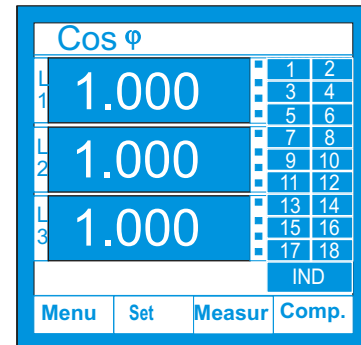 Cos φ
L1 1.000
L2 1.000
L3 1.000
1 2
3 4
5 6
7 8
9 10
11 12
13 14
15 16
17 18
IND
Menu Set Measur Comp.